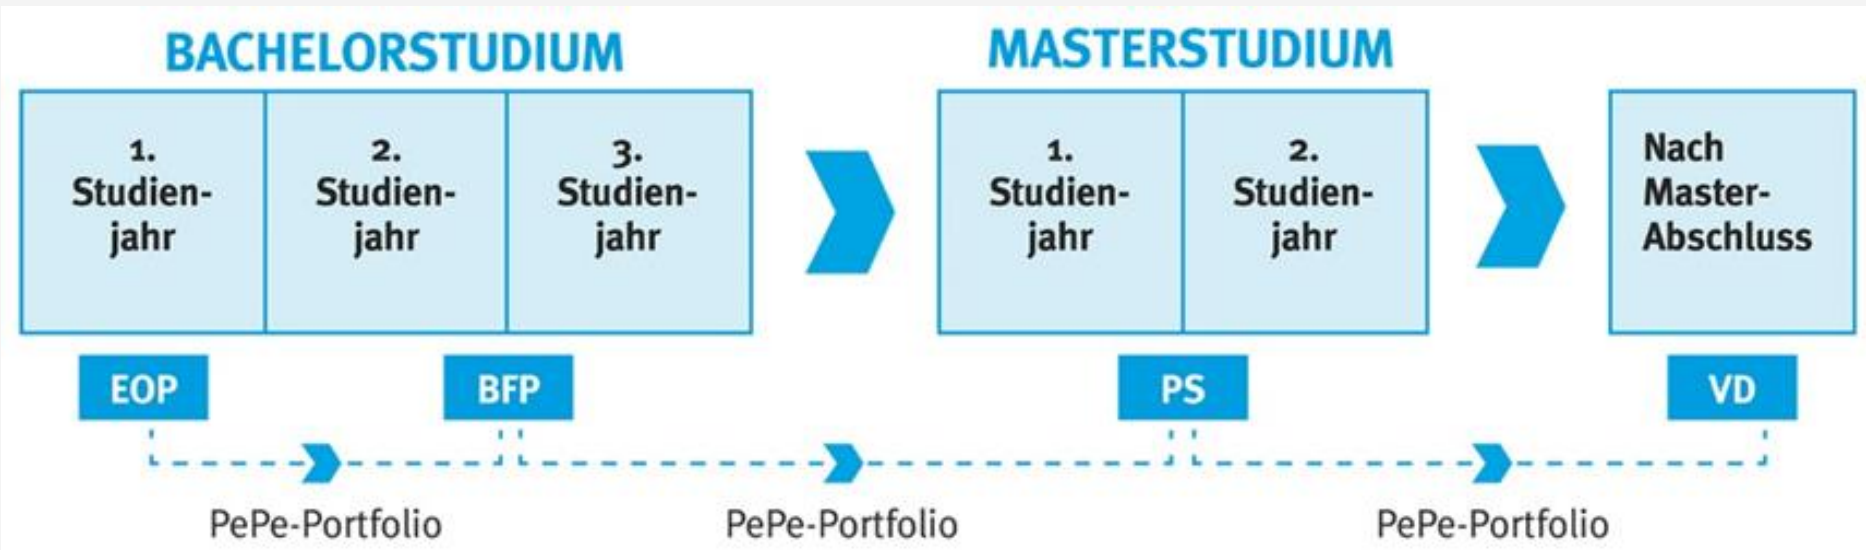 BACHELORSTUDIUM
MASTERSTUDIUM
1.
Studien-
jahr
2.
Studien-
jahr
3.
Studien-
jahr
1.
Studien-
jahr
2.
Studien-
jahr
Nach
Master-
Abschluss
EOP
BFP
PS
VD
PePe-Portfolio
PePe-Portfolio
PePe-Portfolio